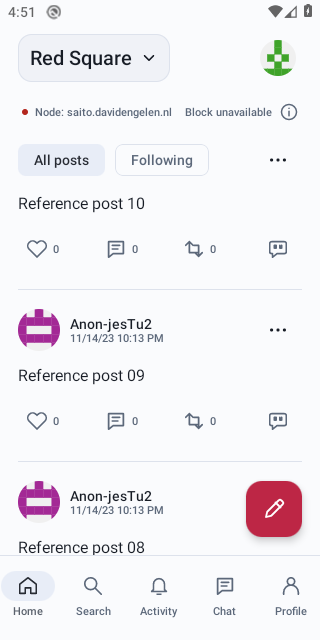 4:51
Red Square
Node: saito.davidengelen.nl Block unavailable
All posts Following
Reference post 10
0 0 0
Anon-jesTu2
11/14/23 10:13 PM
Reference post 09
0 0 0
Anon-jesTu2
11/14/23 10:13 PM
Reference post 08
Home Search Activity Chat Profile